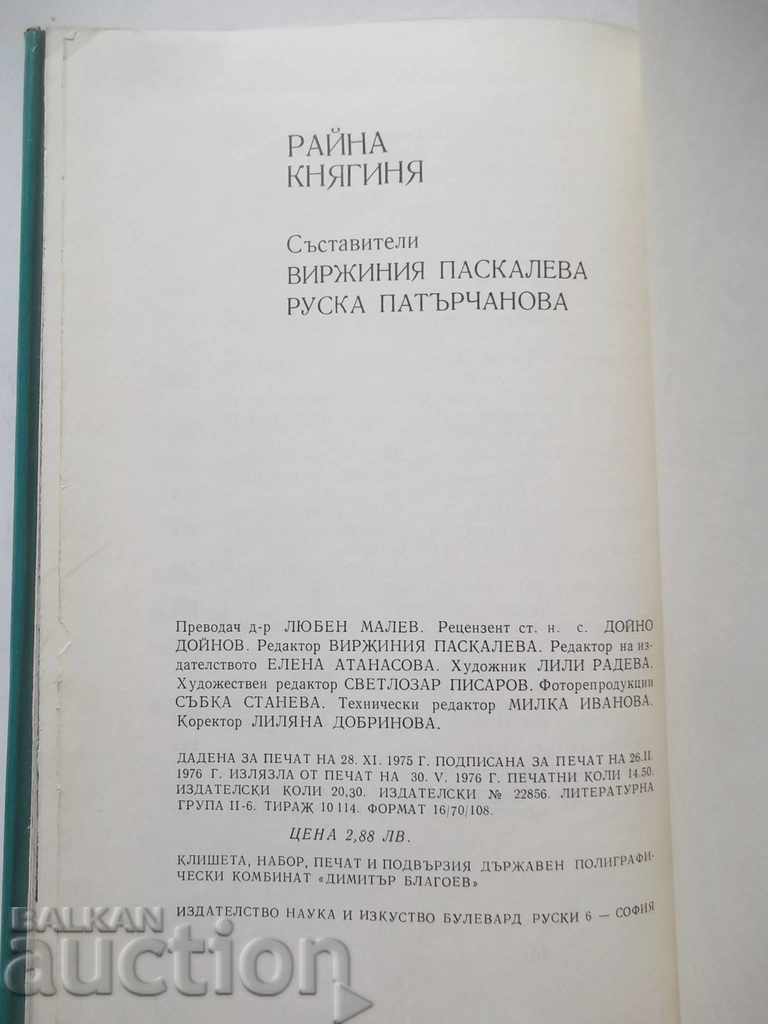 РАЙНА
КНЯГИНЯ
Съставители
ВИРЖИНИЯ ПАСКАЛЕВА
РУСКА ПАТЪРЧАНОВА
Преводач д-р ЛЮБЕН МАЛЕВ. Рецензент ст. н. с. ДОЙНО
ДОЙНОВ. Редактор ВИРЖИНИЯ ПАСКАЛЕВА. Редактор на из-
дателството ЕЛЕНА АТАНАСОВА. Художник ЛИЛИ РАДЕВА.
Художествен редактор СВЕТЛОЗАР ПИСАРОВ. Фоторепродукции
СЪБКА СТАНЕВА. Технически редактор МИЛКА ИВАНОВА.
Коректор ЛИЛЯНА ДОБРИНОВА.
ДАДЕНА ЗА ПЕЧАТ НА 28. XI. 1975 Г. ПОДПИСАНА ЗА ПЕЧАТ НА 26.II
1976 Г. ИЗЛЯЗЛА ОТ ПЕЧАТ НА 30. V. 1976 Г. ПЕЧАТНИ КОЛИ 14.50.
ИЗДАТЕЛСКИ КОЛИ 20,30. ИЗДАТЕЛСКИ № 22856. ЛИТЕРАТУРНА
ГРУПА II-6. ТИРАЖ 10 114. ФОРМАТ 16/70/108.
ЦЕНА 2,88 ЛВ.
КЛИШЕТА, НАБОР, ПЕЧАТ И ПОДВЪРЗИЯ ДЪРЖАВЕН ПОЛИГРАФИ-
ЧЕСКИ КОМБИНАТ «ДИМИТЪР БЛАГОЕВ»
ИЗДАТЕЛСТВО НАУКА И ИЗКУСТВО БУЛЕВАРД РУСКИ 6 — СОФИЯ
BALKAN
auction